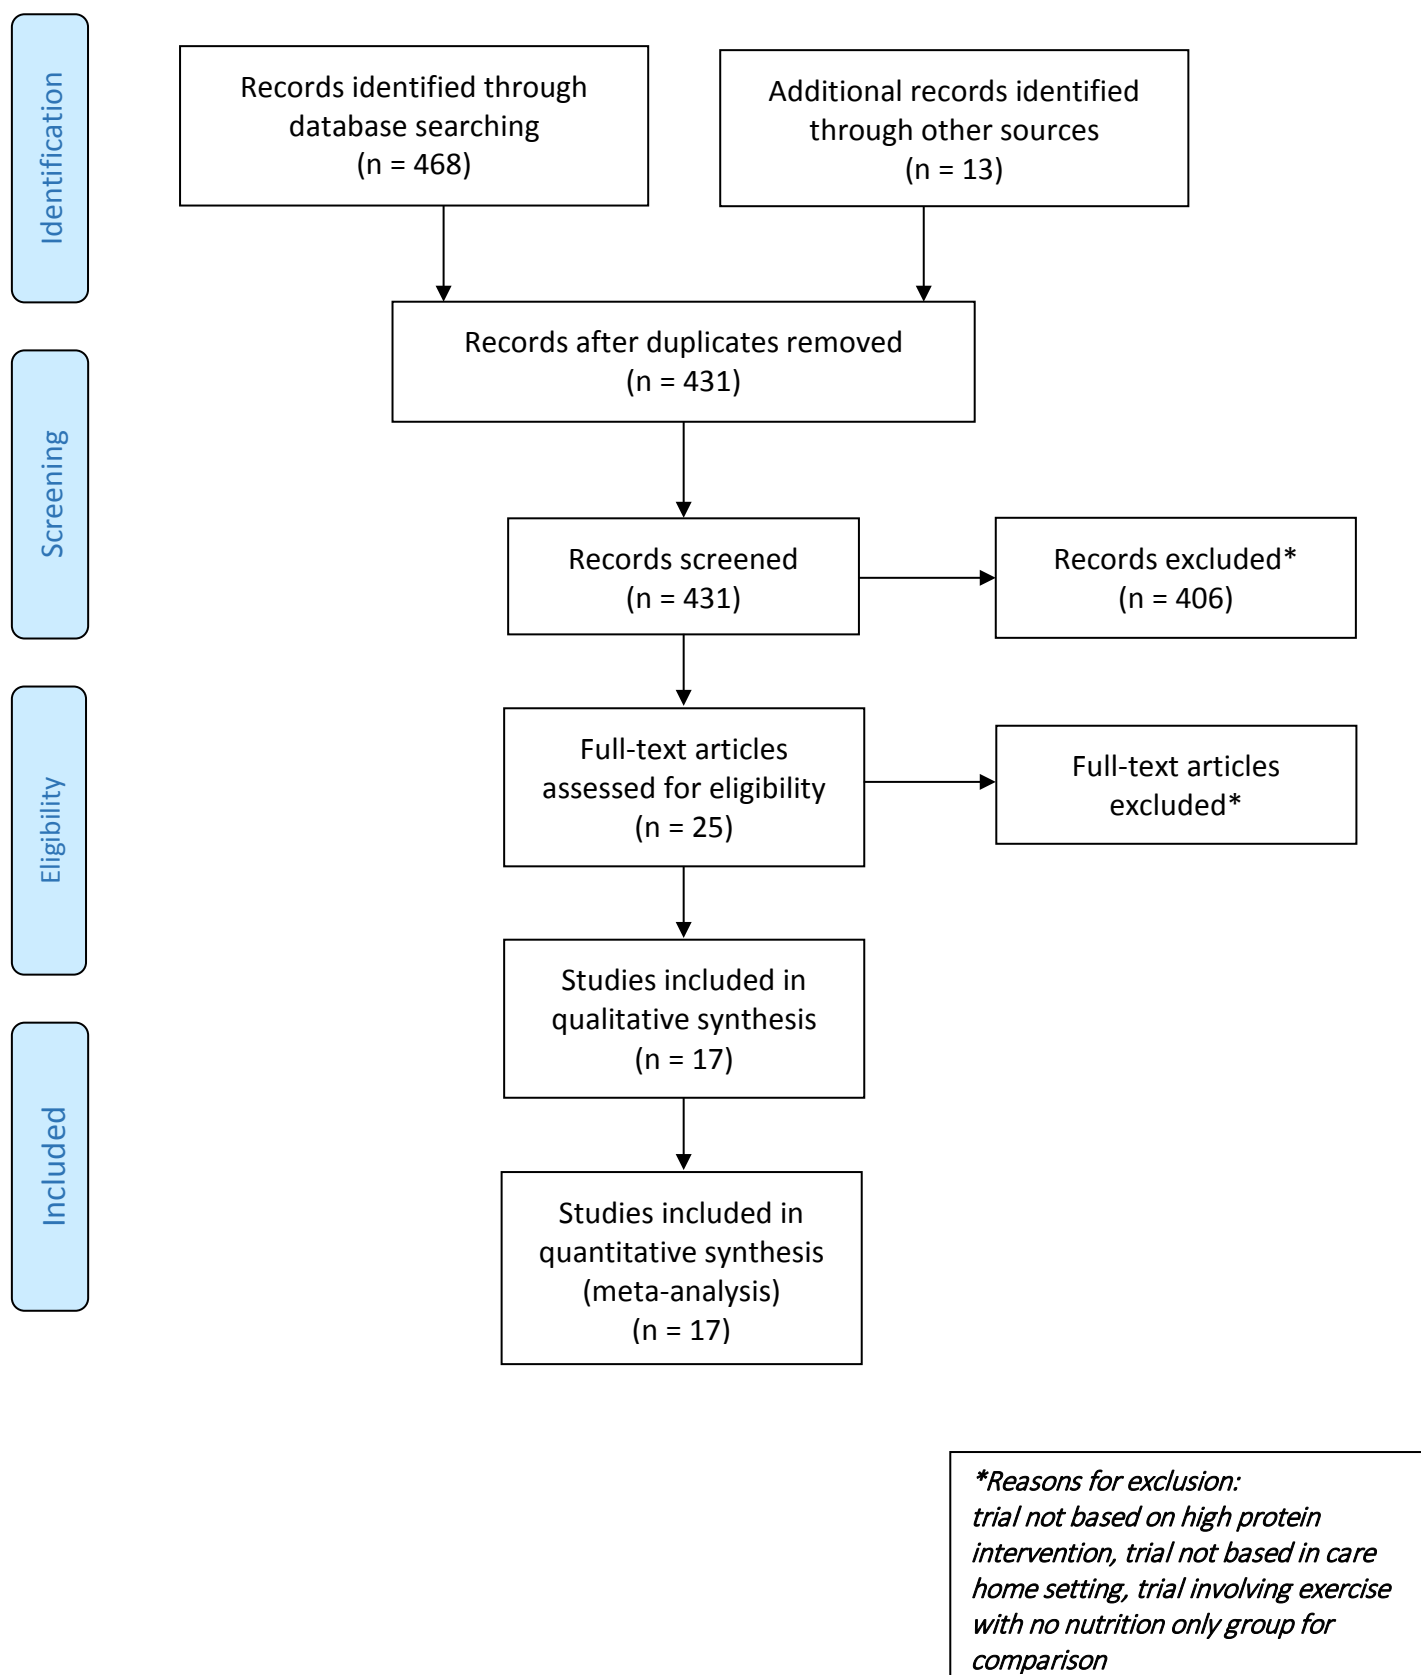 Identification
Records identified through
database searching
(n = 468)
Additional records identified
through other sources
(n = 13)
Records after duplicates removed
(n = 431)
Screening
Records screened
(n = 431)
Records excluded*
(n = 406)
Eligibility
Full-text articles
assessed for eligibility
(n = 25)
Full-text articles
excluded*
Studies included in
qualitative synthesis
(n = 17)
Included
Studies included in
quantitative synthesis
(meta-analysis)
(n = 17)
*Reasons for exclusion:
trial not based on high protein
intervention, trial not based in care
home setting, trial involving exercise
with no nutrition only group for
comparison